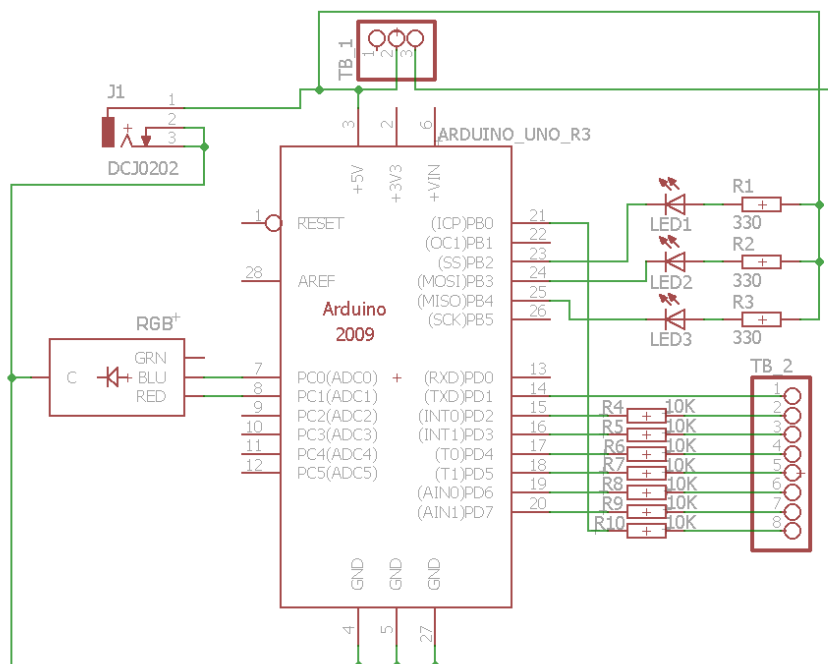 TB_1
1
2
3
J1
1
2
3
DCJ0202
3
2
6
ARDUINO_UNO_R3
+5V
+3V3
+VIN
1
RESET
28
AREF
Arduino
2009
(ICP)PB0
21
(OC1)PB1
22
(SS)PB2
23
(MOSI)PB3
24
(MISO)PB4
25
(SCK)PB5
26
LED1
R1
330
LED2
R2
330
LED3
R3
330
RGB
GRN
C
BLU
RED
7
PC0(ADC0)
8
PC1(ADC1)
9
PC2(ADC2)
10
PC3(ADC3)
11
PC4(ADC4)
12
PC5(ADC5)
(RXD)PD0
13
(TXD)PD1
14
(INT0)PD2
15
(INT1)PD3
16
(T0)PD4
17
(T1)PD5
18
(AIN0)PD6
19
(AIN1)PD7
20
R4
10K
R5
10K
R6
10K
R7
10K
R8
10K
R9
10K
R10
10K
TB_2
1
2
3
4
5
6
7
8
GND
GND
GND
4
5
27